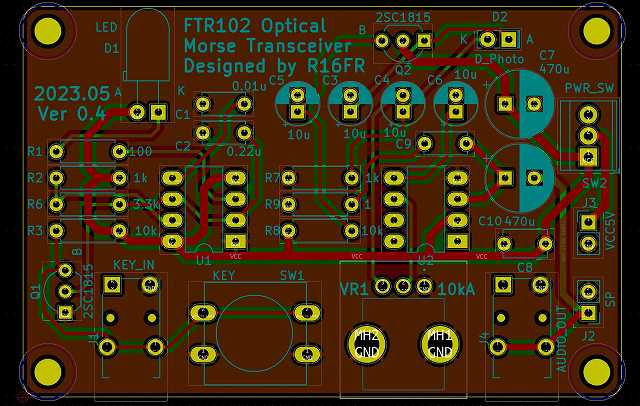 LED
D1
FTR102 Optical
Morse Transceiver
Designed by R16FR
2SC1815
B
Q2
D2
K
A
D_Photo
2023.05
Ver 0.4
A
K
0.01u
C1
C2
0.22u
C5
10u
C3
10u
C4
10u
C6
10u
C7
470u
PWR_SW
SW2
C9
R1
100
R2
1k
R6
3.3k
R3
10k
R7
1k
R9
1
R8
10k
U1
VCC
U2
VCC
VCC
C10
470u
J3
VCC5V
C8
B
Q1
2SC1815
KEY_IN
J1
KEY
SW1
VR1
10kA
MH2
GND
MH1
GND
J4
AUDIO_OUT
SP
J2